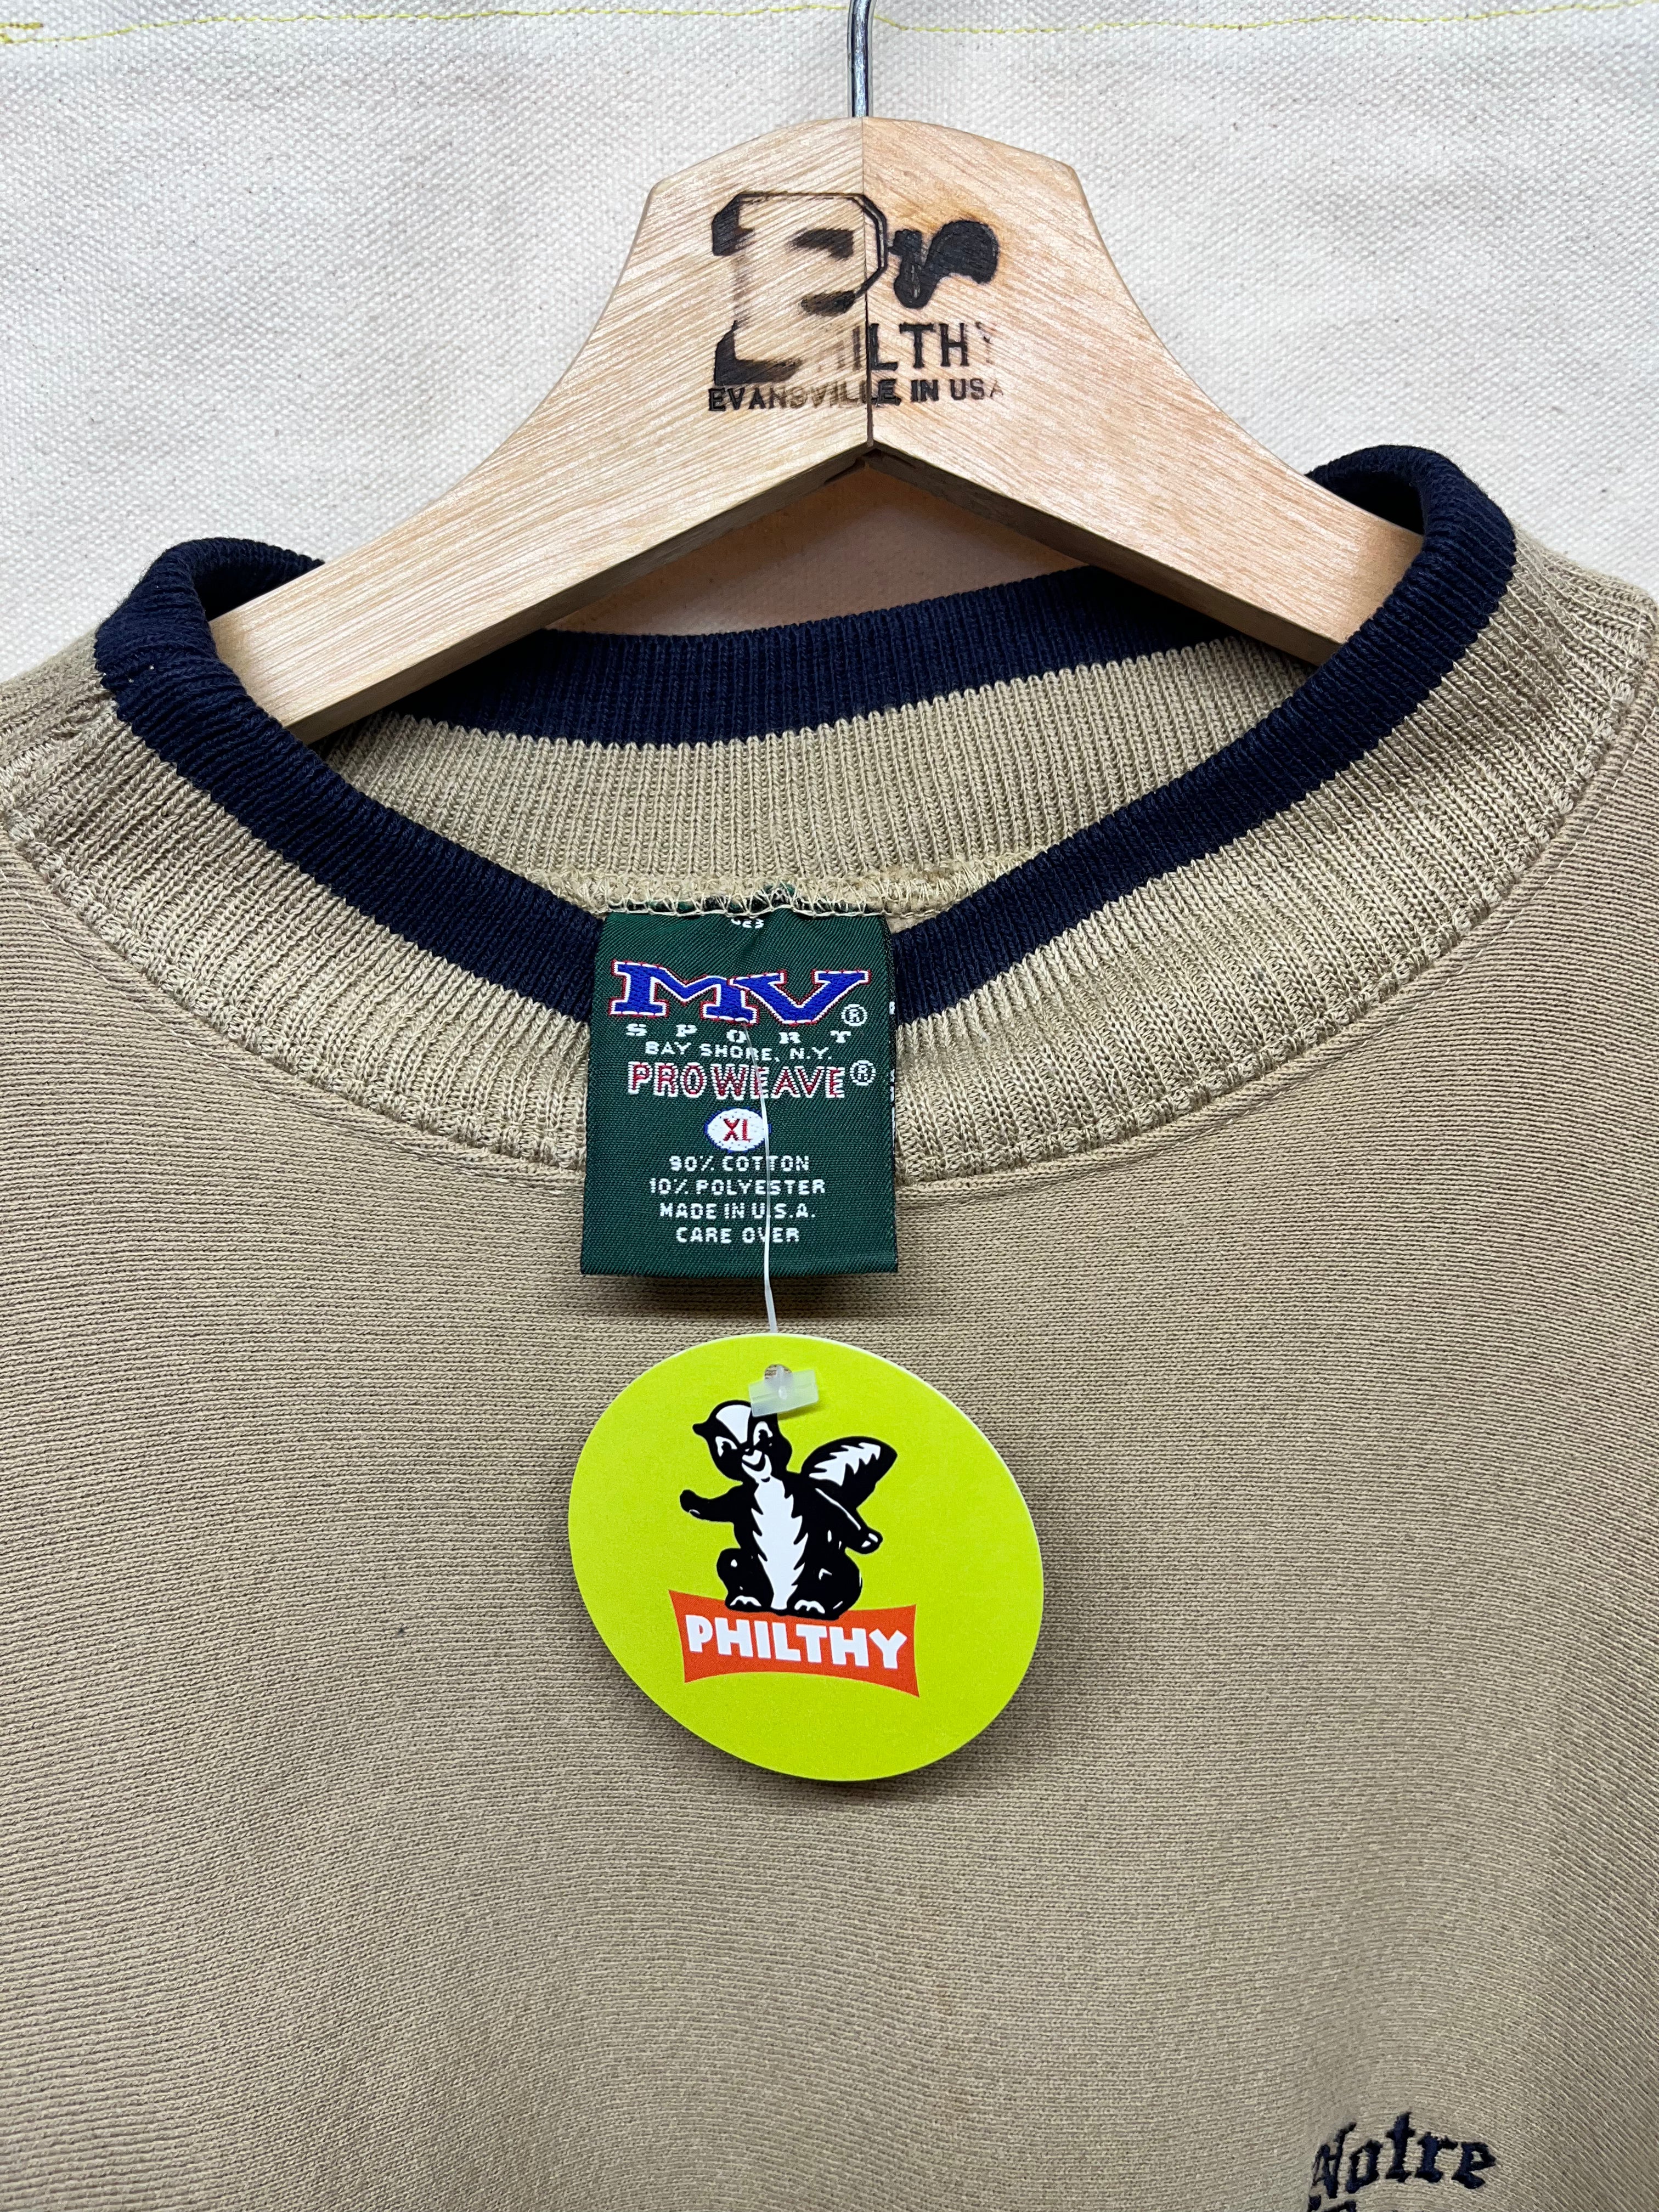 PHILTHY
EVANSVILLE, IN USA
MV®
SPORT
BAY SHORE, N.Y.
PROWEAVE®
XL
90% COTTON
10% POLYESTER
MADE IN U.S.A.
CARE OVER
PHILTHY
Notre